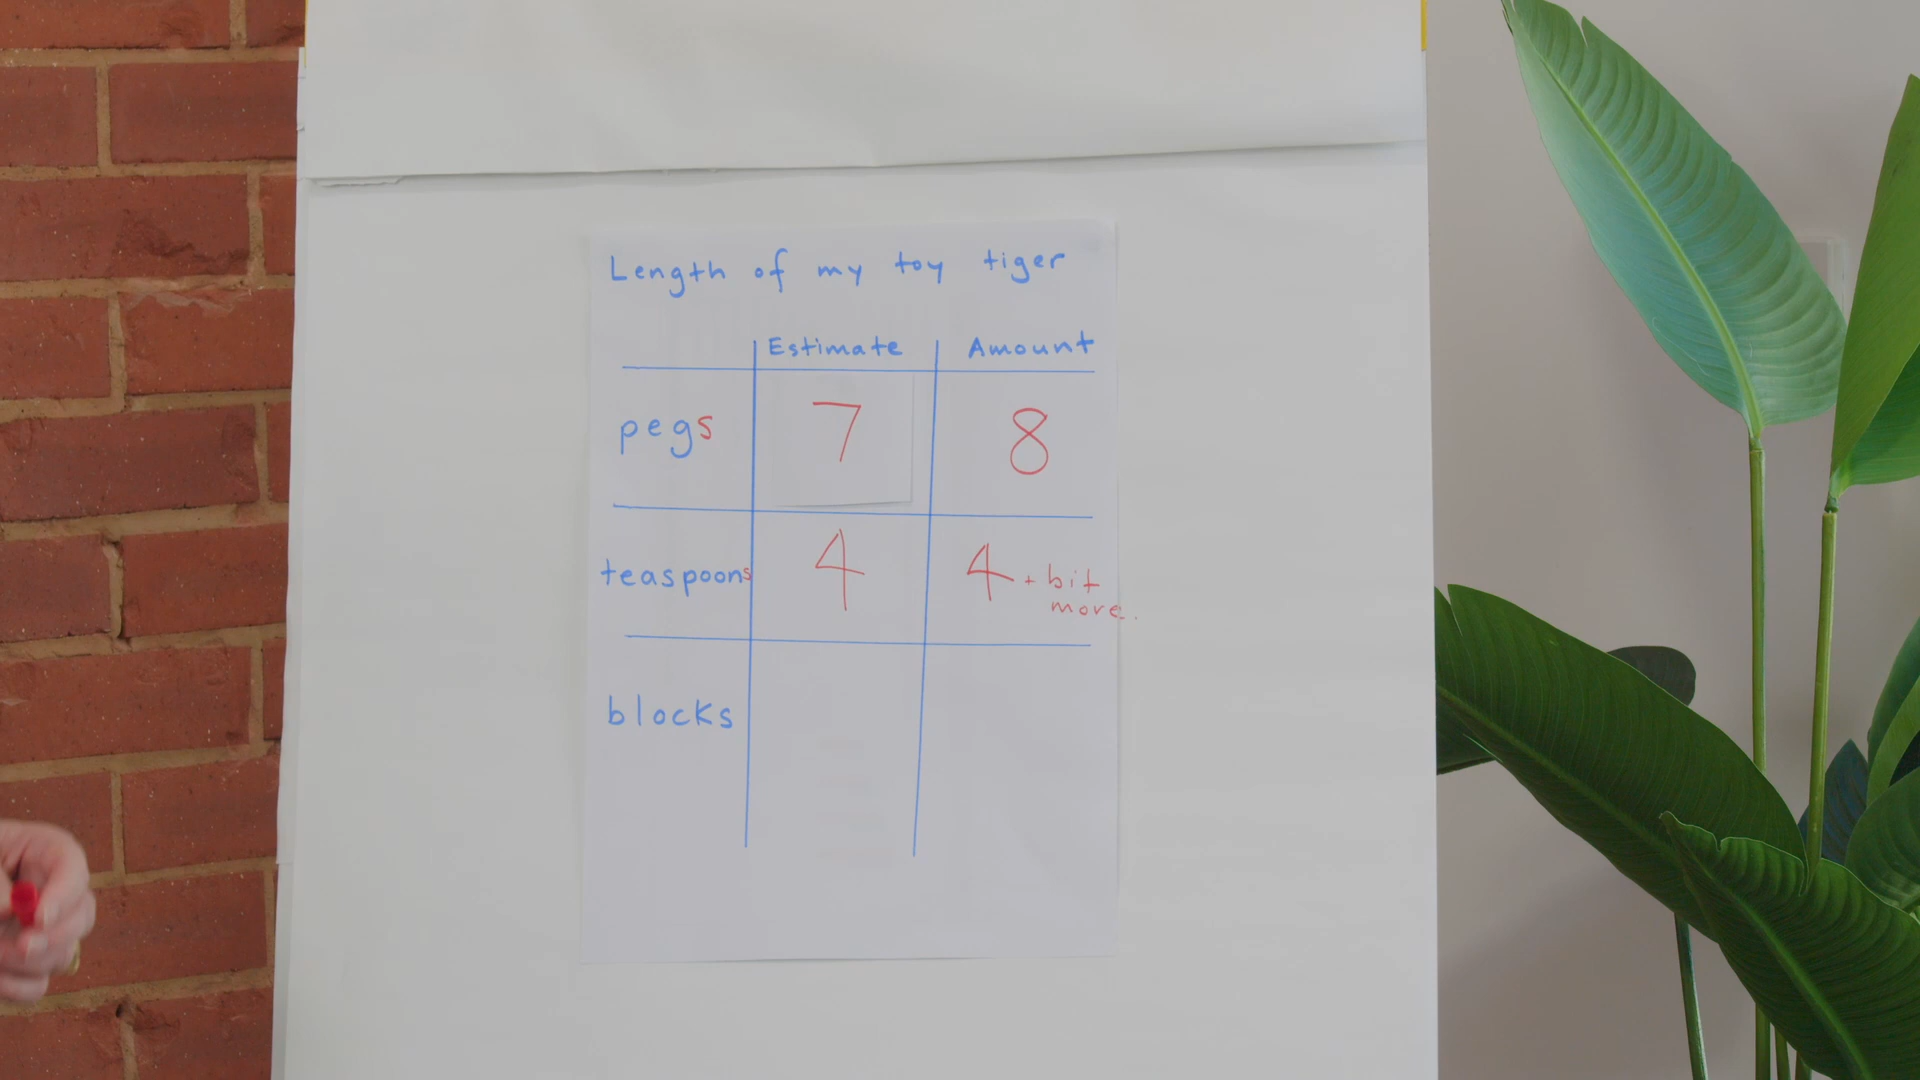 Length of my toy tiger
Estimate Amount
pegs 7 8
teaspoons 4 4 + bit
more.
blocks